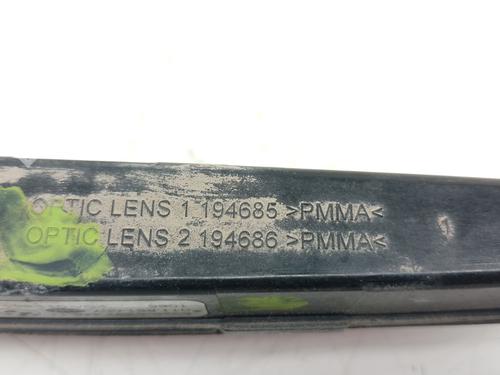 OPTIC LENS 1 194685 >PMMA<
OPTIC LENS 2 194686 >PMMA<